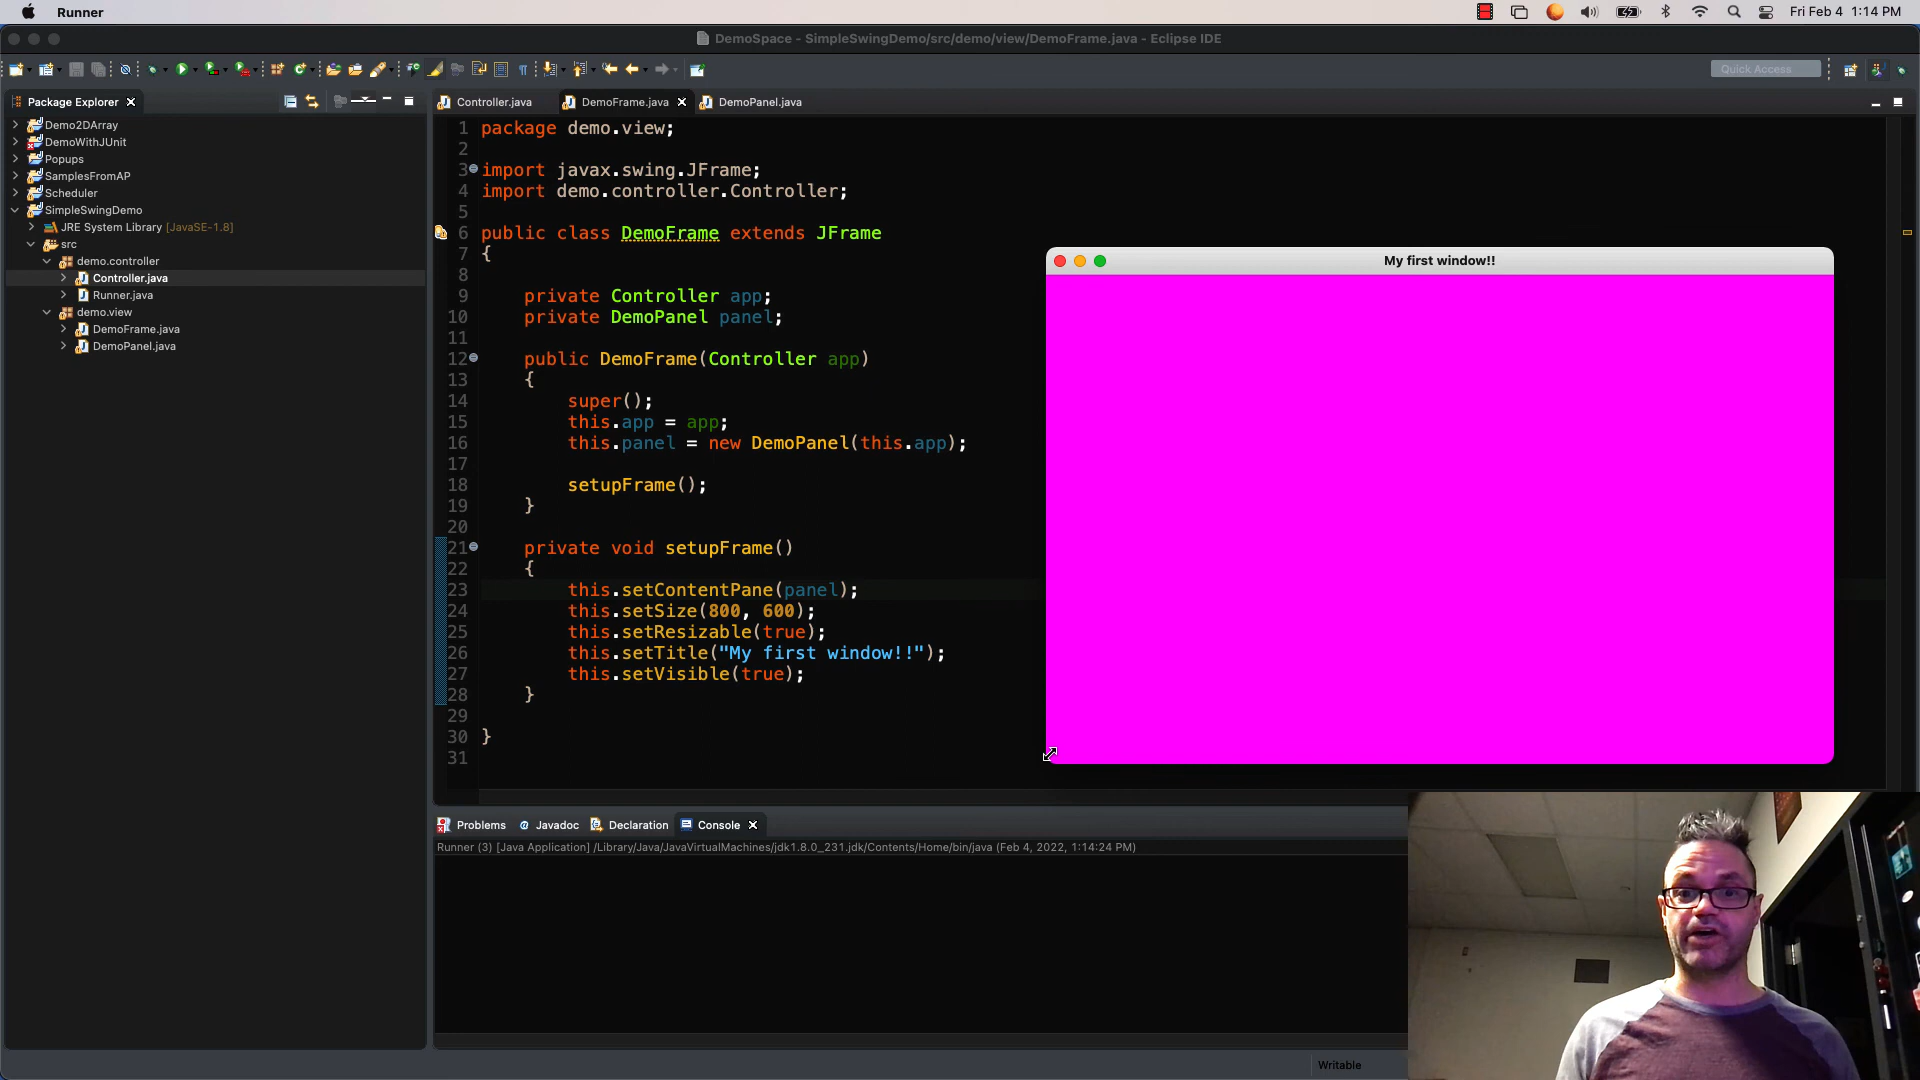 Runner
Fri Feb 4  1:14 PM
DemoSpace - SimpleSwingDemo/src/demo/view/DemoFrame.java - Eclipse IDE
Quick Access
Package Explorer
Demo2DArray
DemoWithJUnit
Popups
SamplesFromAP
Scheduler
SimpleSwingDemo
JRE System Library [JavaSE-1.8]
src
demo.controller
Controller.java
Runner.java
demo.view
DemoFrame.java
DemoPanel.java
Controller.java
DemoFrame.java
DemoPanel.java
1 package demo.view;
2
3 import javax.swing.JFrame;
4 import demo.controller.Controller;
5
6 public class DemoFrame extends JFrame
7 {
8
9 private Controller app;
10 private DemoPanel panel;
11
12 public DemoFrame(Controller app)
13 {
14 super();
15 this.app = app;
16 this.panel = new DemoPanel(this.app);
17
18 setupFrame();
19 }
20
21 private void setupFrame()
22 {
23 this.setContentPane(panel);
24 this.setSize(800, 600);
25 this.setResizable(true);
26 this.setTitle("My first window!!");
27 this.setVisible(true);
28 }
29
30 }
31
My first window!!
Problems
@ Javadoc
Declaration
Console
Runner (3) [Java Application] /Library/Java/JavaVirtualMachines/jdk1.8.0_231.jdk/Contents/Home/bin/java (Feb 4, 2022, 1:14:24 PM)
Writable